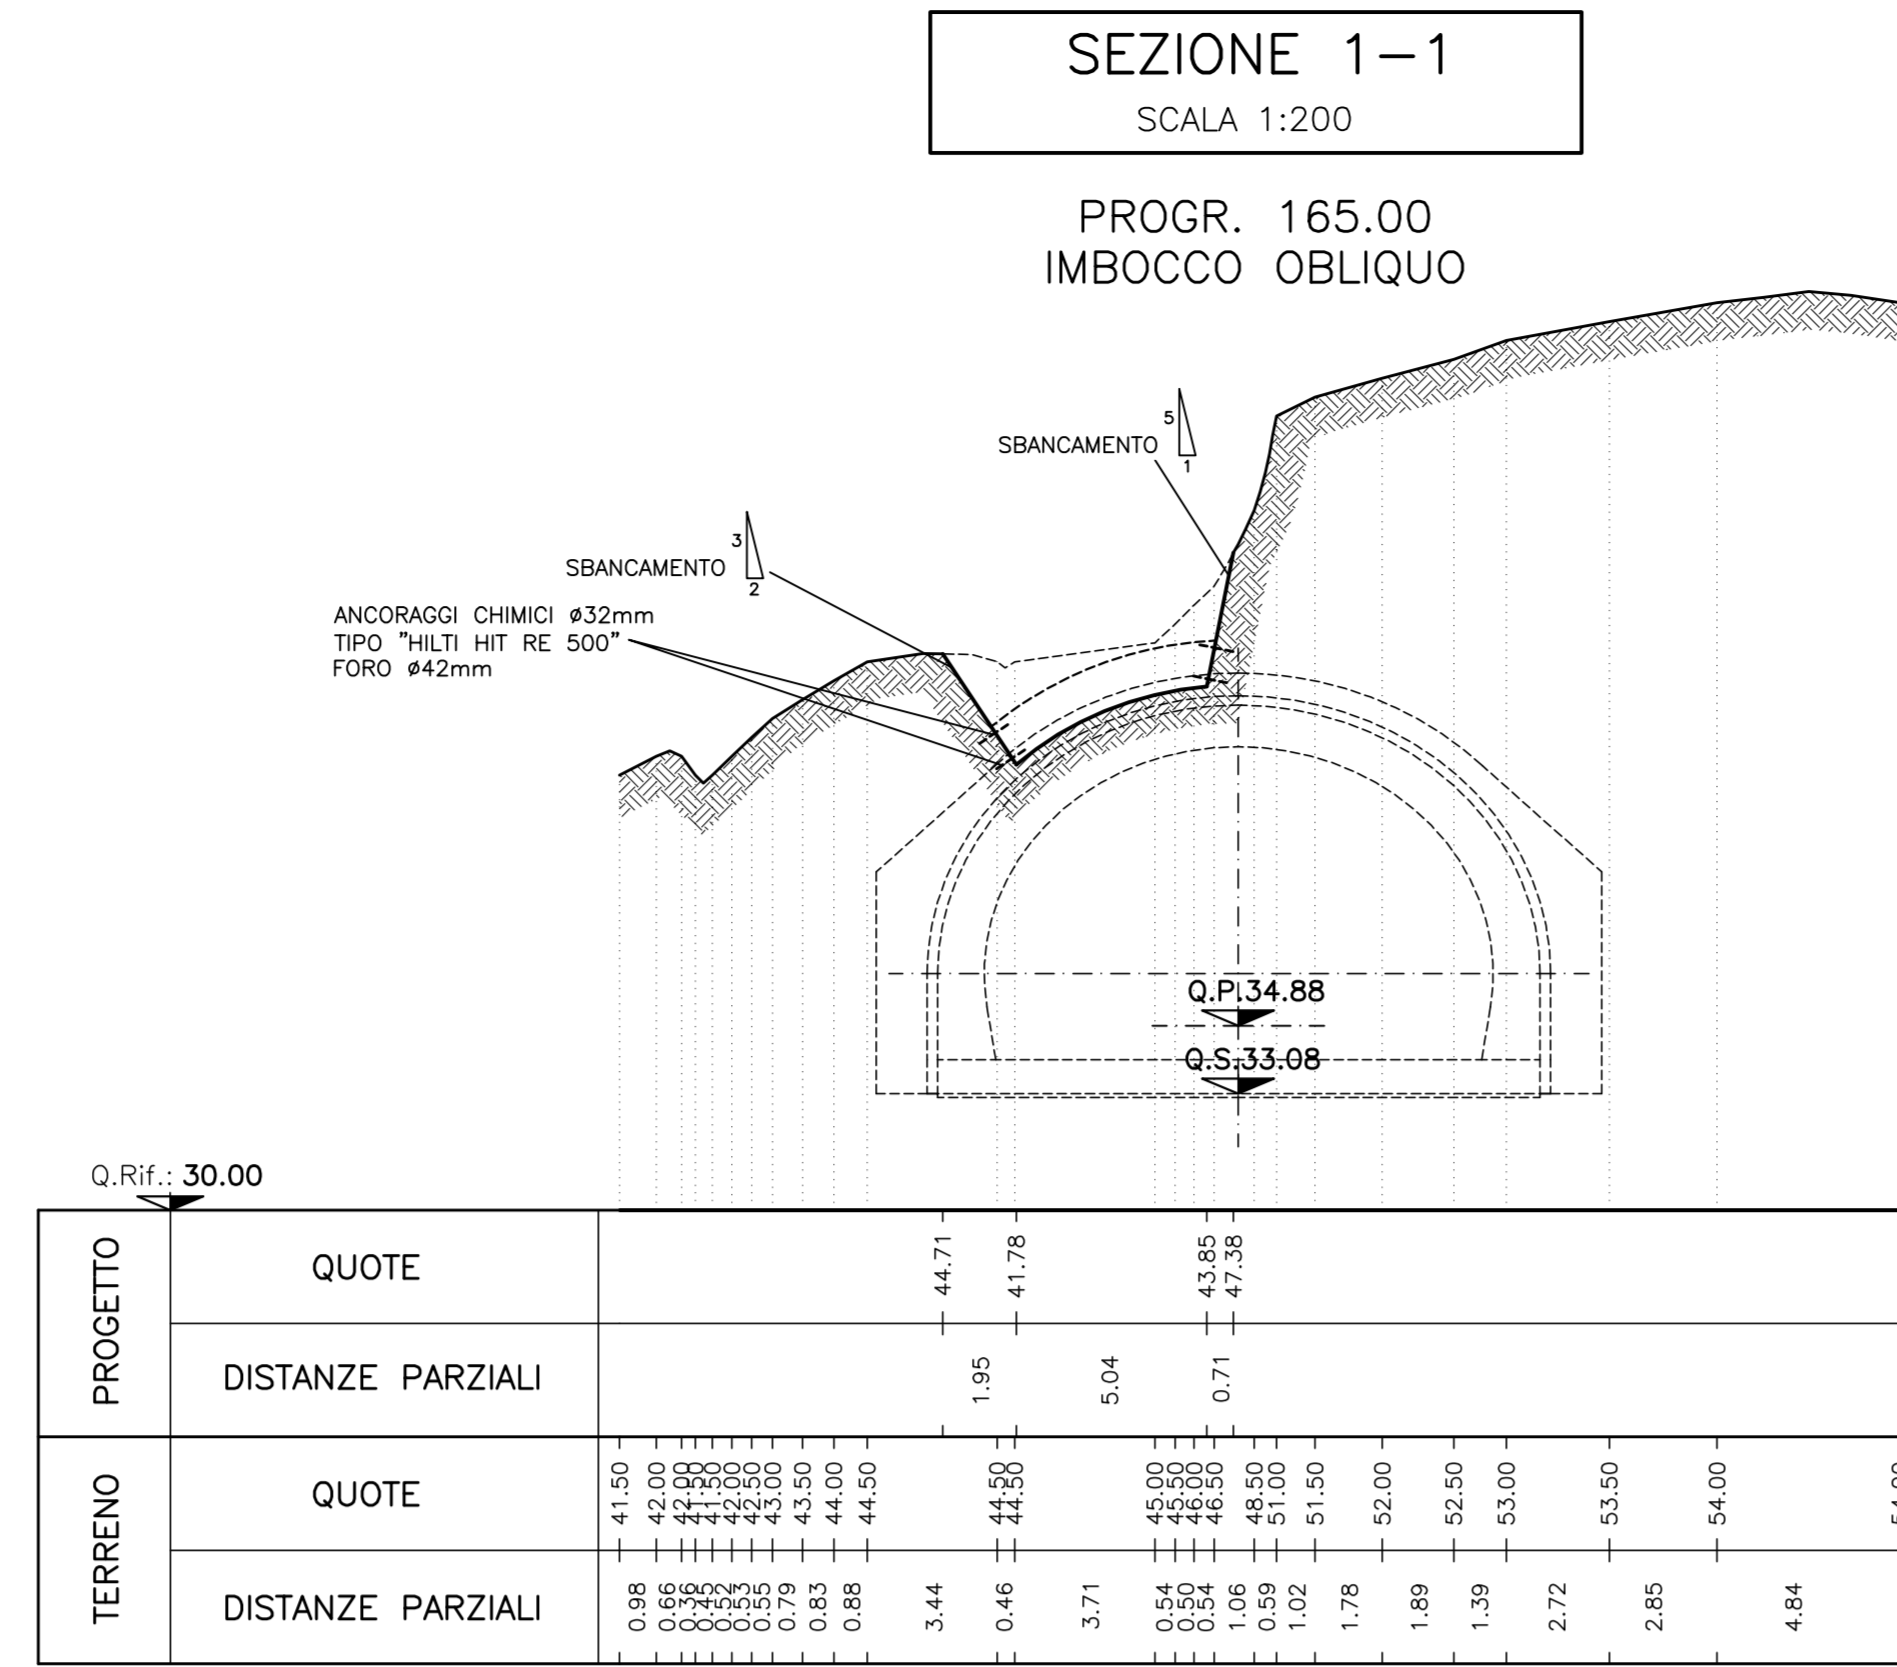 SEZIONE 1-1
SCALA 1:200
PROGR. 165.00
IMBOCCO OBLIQUO
5
SBANCAMENTO
1
3
SBANCAMENTO
2
ANCORAGGI CHIMICI ø32mm
TIPO "HILTI HIT RE 500"
FORO ø42mm
Q.P.34.88
Q.S.33.08
Q.Rif.: 30.00
PROGETTO
QUOTE
44.71 41.78 43.85 47.38
DISTANZE PARZIALI
1.95 5.04 0.71
TERRENO
QUOTE
41.50 42.00 42.00 41.50 41.50 42.00 42.50 43.00 43.50 44.00 44.50 44.50 44.50 45.00 45.50 46.00 46.50 48.50 51.00 51.50 52.00 52.50 53.00 53.50 54.00
DISTANZE PARZIALI
0.98 0.66 0.36 0.45 0.52 0.53 0.55 0.79 0.83 0.88 3.44 0.46 3.71 0.54 0.50 0.54 1.06 0.59 1.02 1.78 1.89 1.39 2.72 2.85 4.84